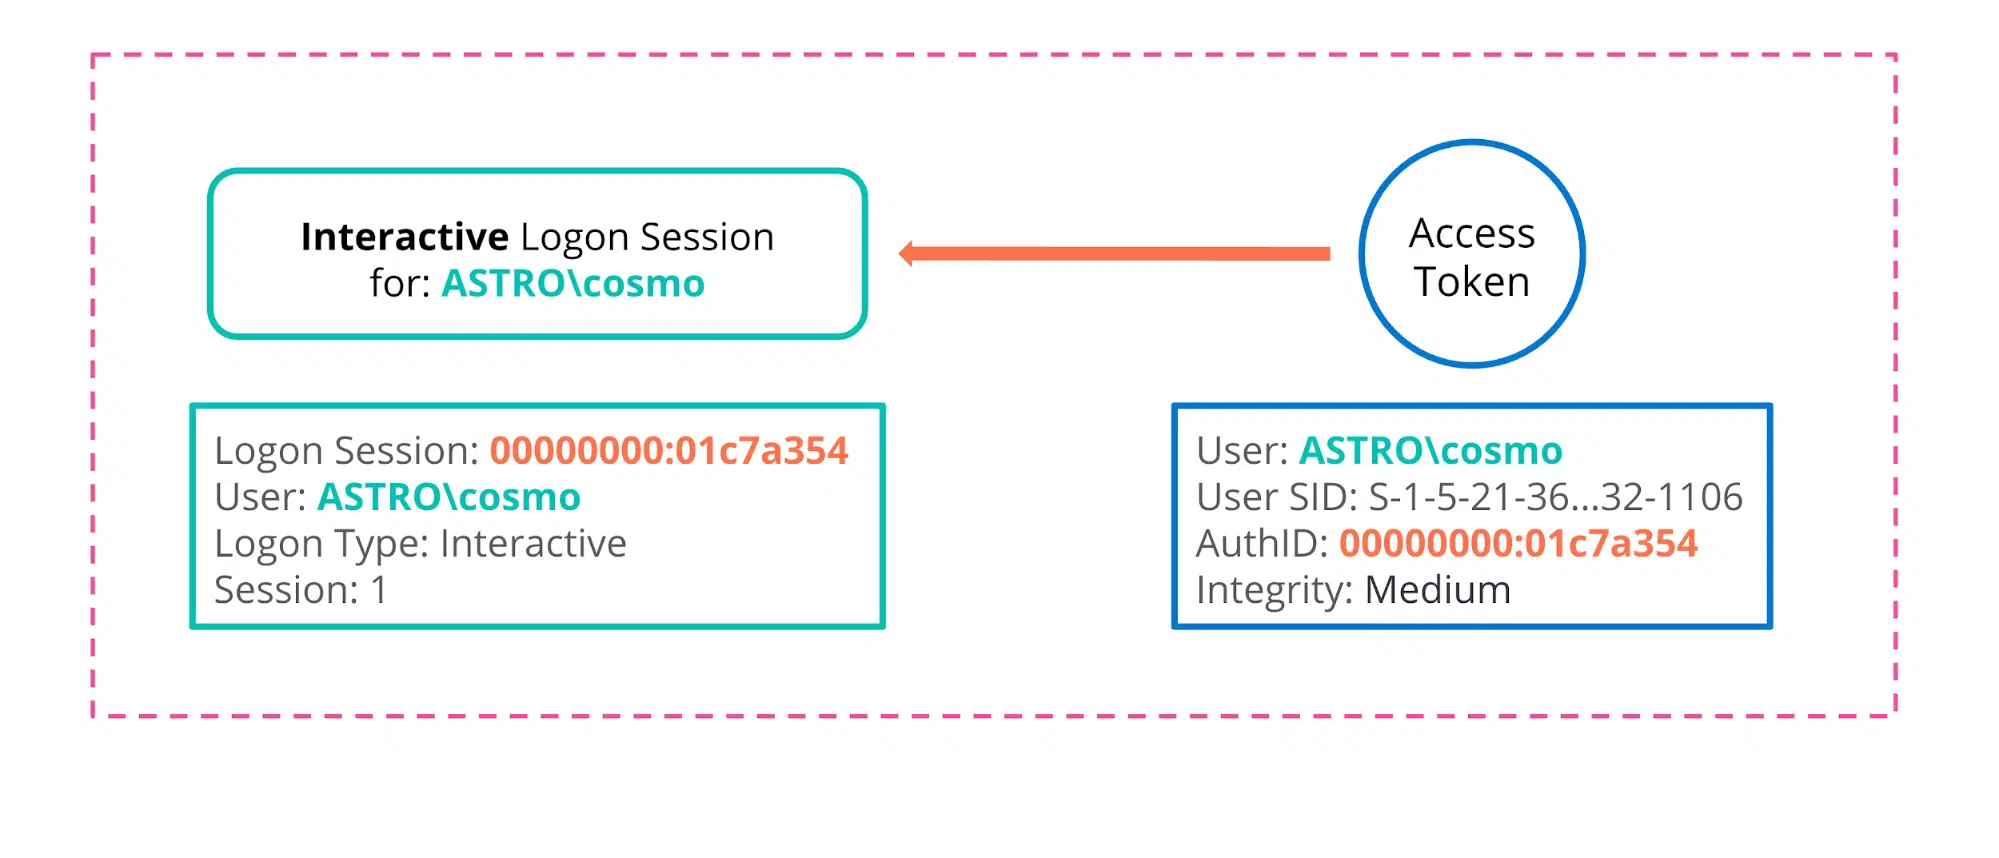 Interactive Logon Session
for: ASTRO\cosmo
Access
Token
Logon Session: 00000000:01c7a354
User: ASTRO\cosmo
Logon Type: Interactive
Session: 1
User: ASTRO\cosmo
User SID: S-1-5-21-36...32-1106
AuthID: 00000000:01c7a354
Integrity: Medium